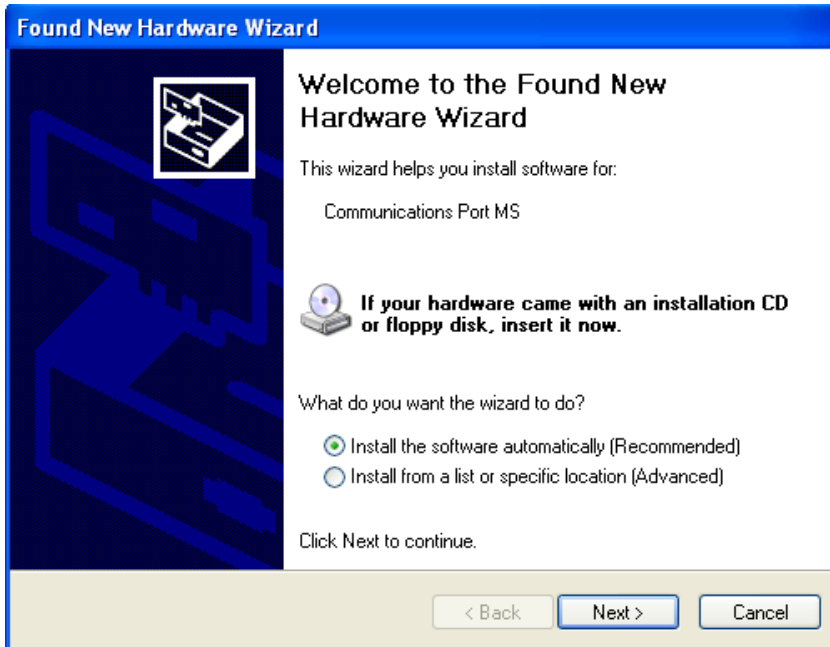 Found New Hardware Wizard
Welcome to the Found New
Hardware Wizard
This wizard helps you install software for:
Communications Port MS
If your hardware came with an installation CD
or floppy disk, insert it now.
What do you want the wizard to do?
Install the software automatically (Recommended)
Install from a list or specific location (Advanced)
Click Next to continue.
< Back Next > Cancel